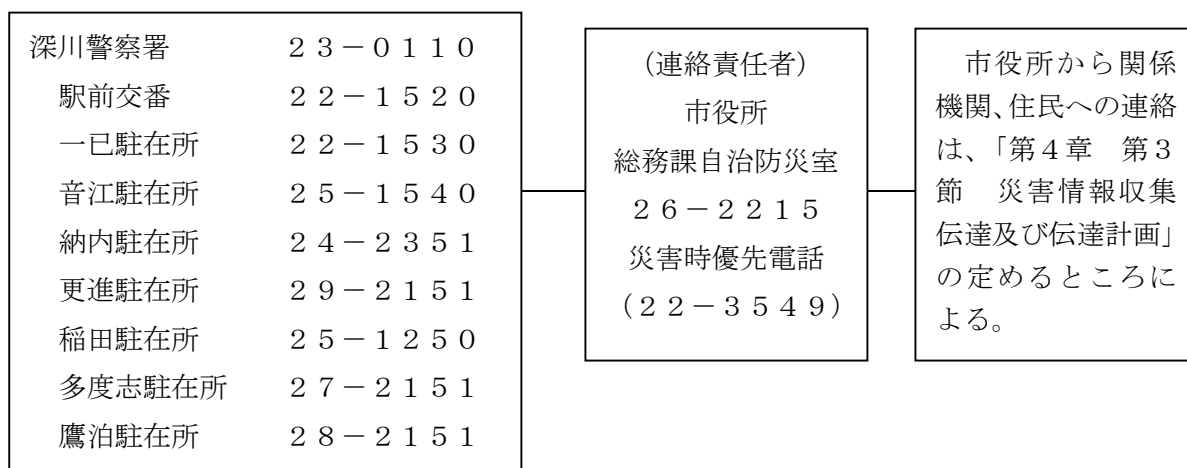 深川警察署　２３－０１１０
駅前交番　２２－１５２０
一已駐在所　２２－１５３０
音江駐在所　２５－１５４０
納内駐在所　２４－２３５１
更進駐在所　２９－２１５１
稲田駐在所　２５－１２５０
多度志駐在所　２７－２１５１
鷹泊駐在所　２８－２１５１
（連絡責任者）
市役所
総務課自治防災室
２６－２２１５
災害時優先電話
（２２－３５４９）
市役所から関係
機関、住民への連絡
は、「第４章　第３
節　災害情報収集
伝達及び伝達計画」
の定めるところに
よる。